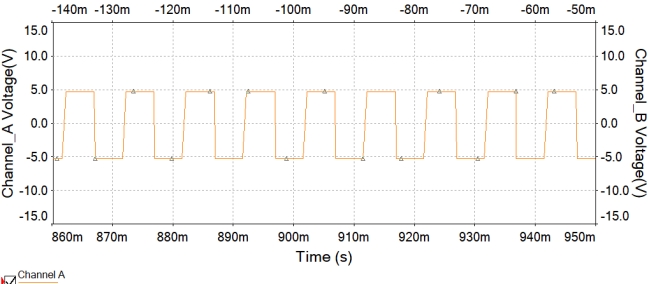 -140m -130m -120m -110m -100m -90m -80m -70m -60m -50m
15.0 15.0
10.0 10.0
5.0 5.0
0.0 0.0
-5.0 -5.0
-10.0 -10.0
-15.0 -15.0
Channel_A Voltage(V)
Channel_B Voltage(V)
860m 870m 880m 890m 900m 910m 920m 930m 940m 950m
Time (s)
Channel A